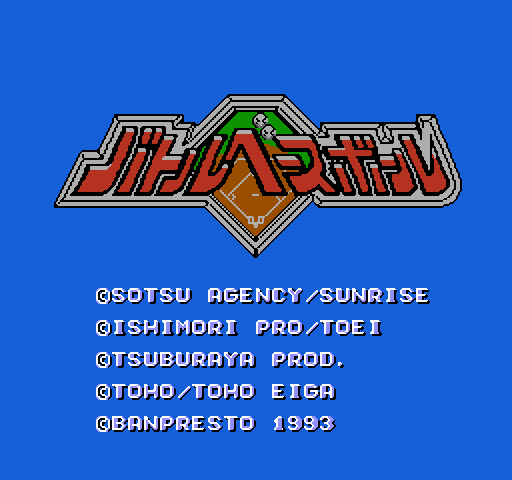 バトルベースボール
©SOTSU AGENCY/SUNRISE
©ISHIMORI PRO/TOEI
©TSUBURAYA PROD.
©TOHO/TOHO EIGA
©BANPRESTO 1993